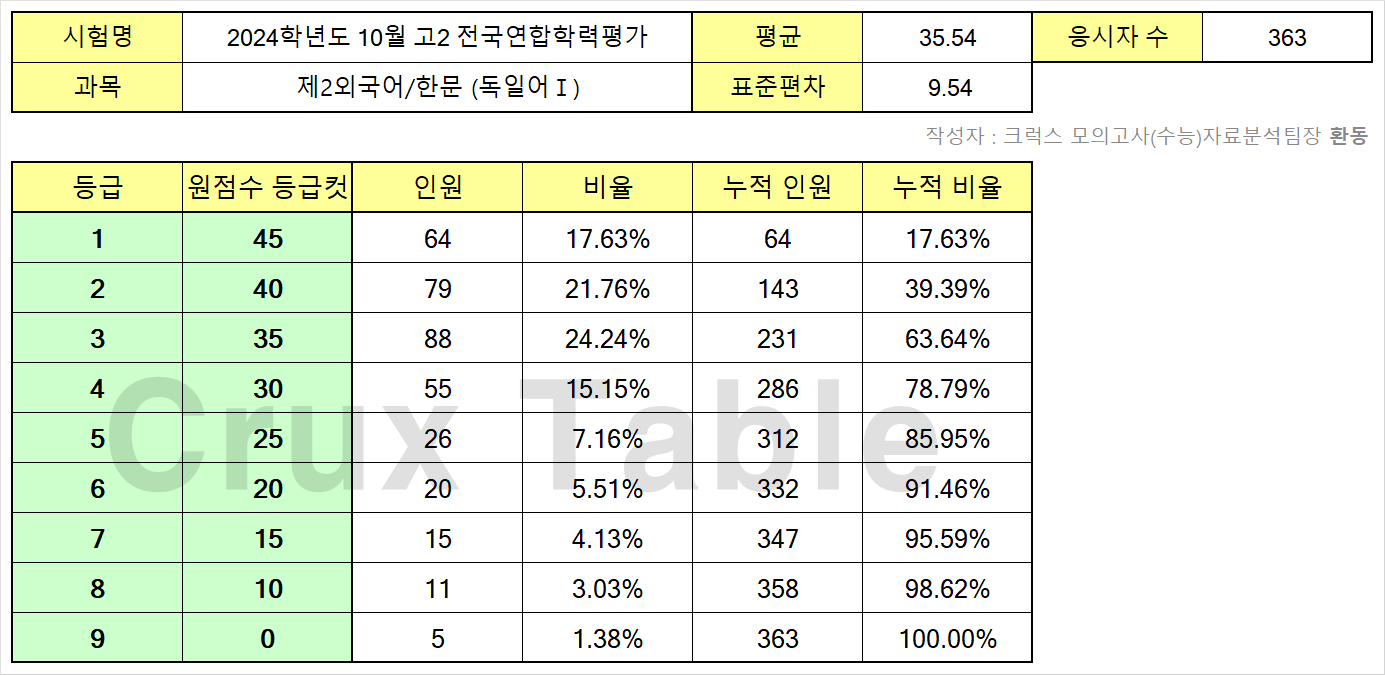 시험명 2024학년도 10월 고2 전국연합학력평가 평균 35.54 응시자 수 363
과목 제2외국어/한문 (독일어Ⅰ) 표준편차 9.54
작성자 : 크럭스 모의고사(수능)자료분석팀장 환동
등급 원점수 등급컷 인원 비율 누적 인원 누적 비율
1 45 64 17.63% 64 17.63%
2 40 79 21.76% 143 39.39%
3 35 88 24.24% 231 63.64%
4 30 55 15.15% 286 78.79%
5 25 26 7.16% 312 85.95%
6 20 20 5.51% 332 91.46%
7 15 15 4.13% 347 95.59%
8 10 11 3.03% 358 98.62%
9 0 5 1.38% 363 100.00%
Crux Table